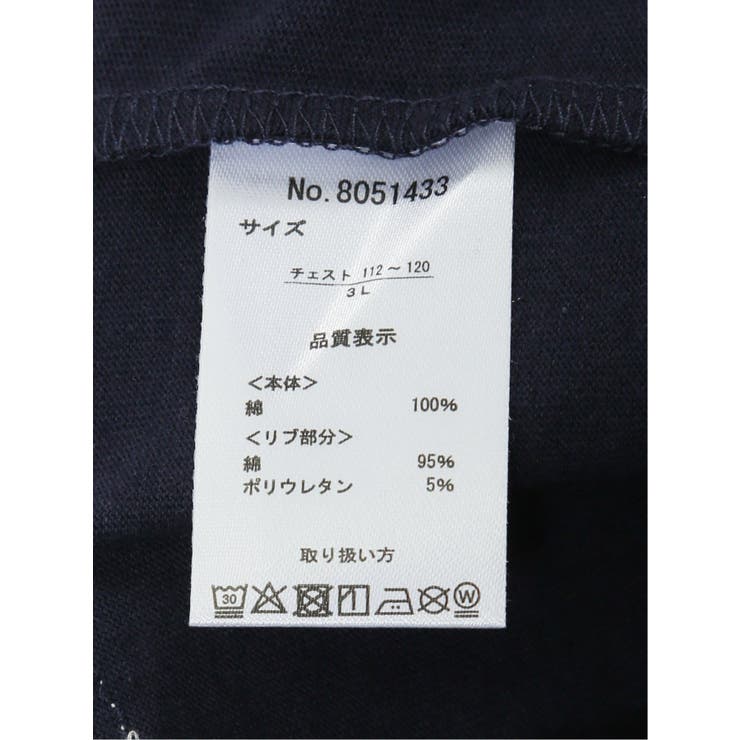 No.8051433
サイズ
チェスト 112～120
3L
品質表示
＜本体＞
綿 100%
＜リブ部分＞
綿 95%
ポリウレタン 5%
取り扱い方
30 W